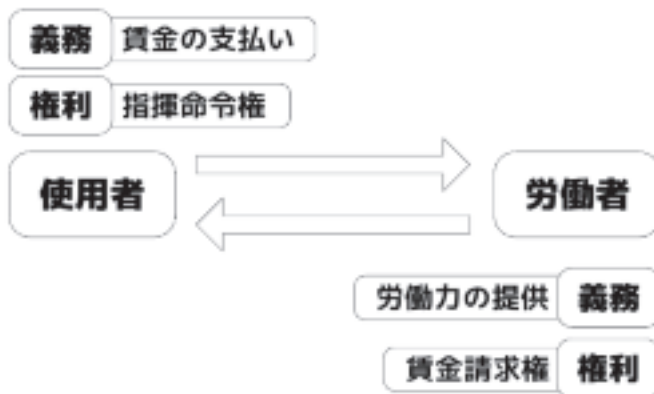 義務 賃金の支払い
権利 指揮命令権
使用者
労働者
労働力の提供 義務
賃金請求権 権利